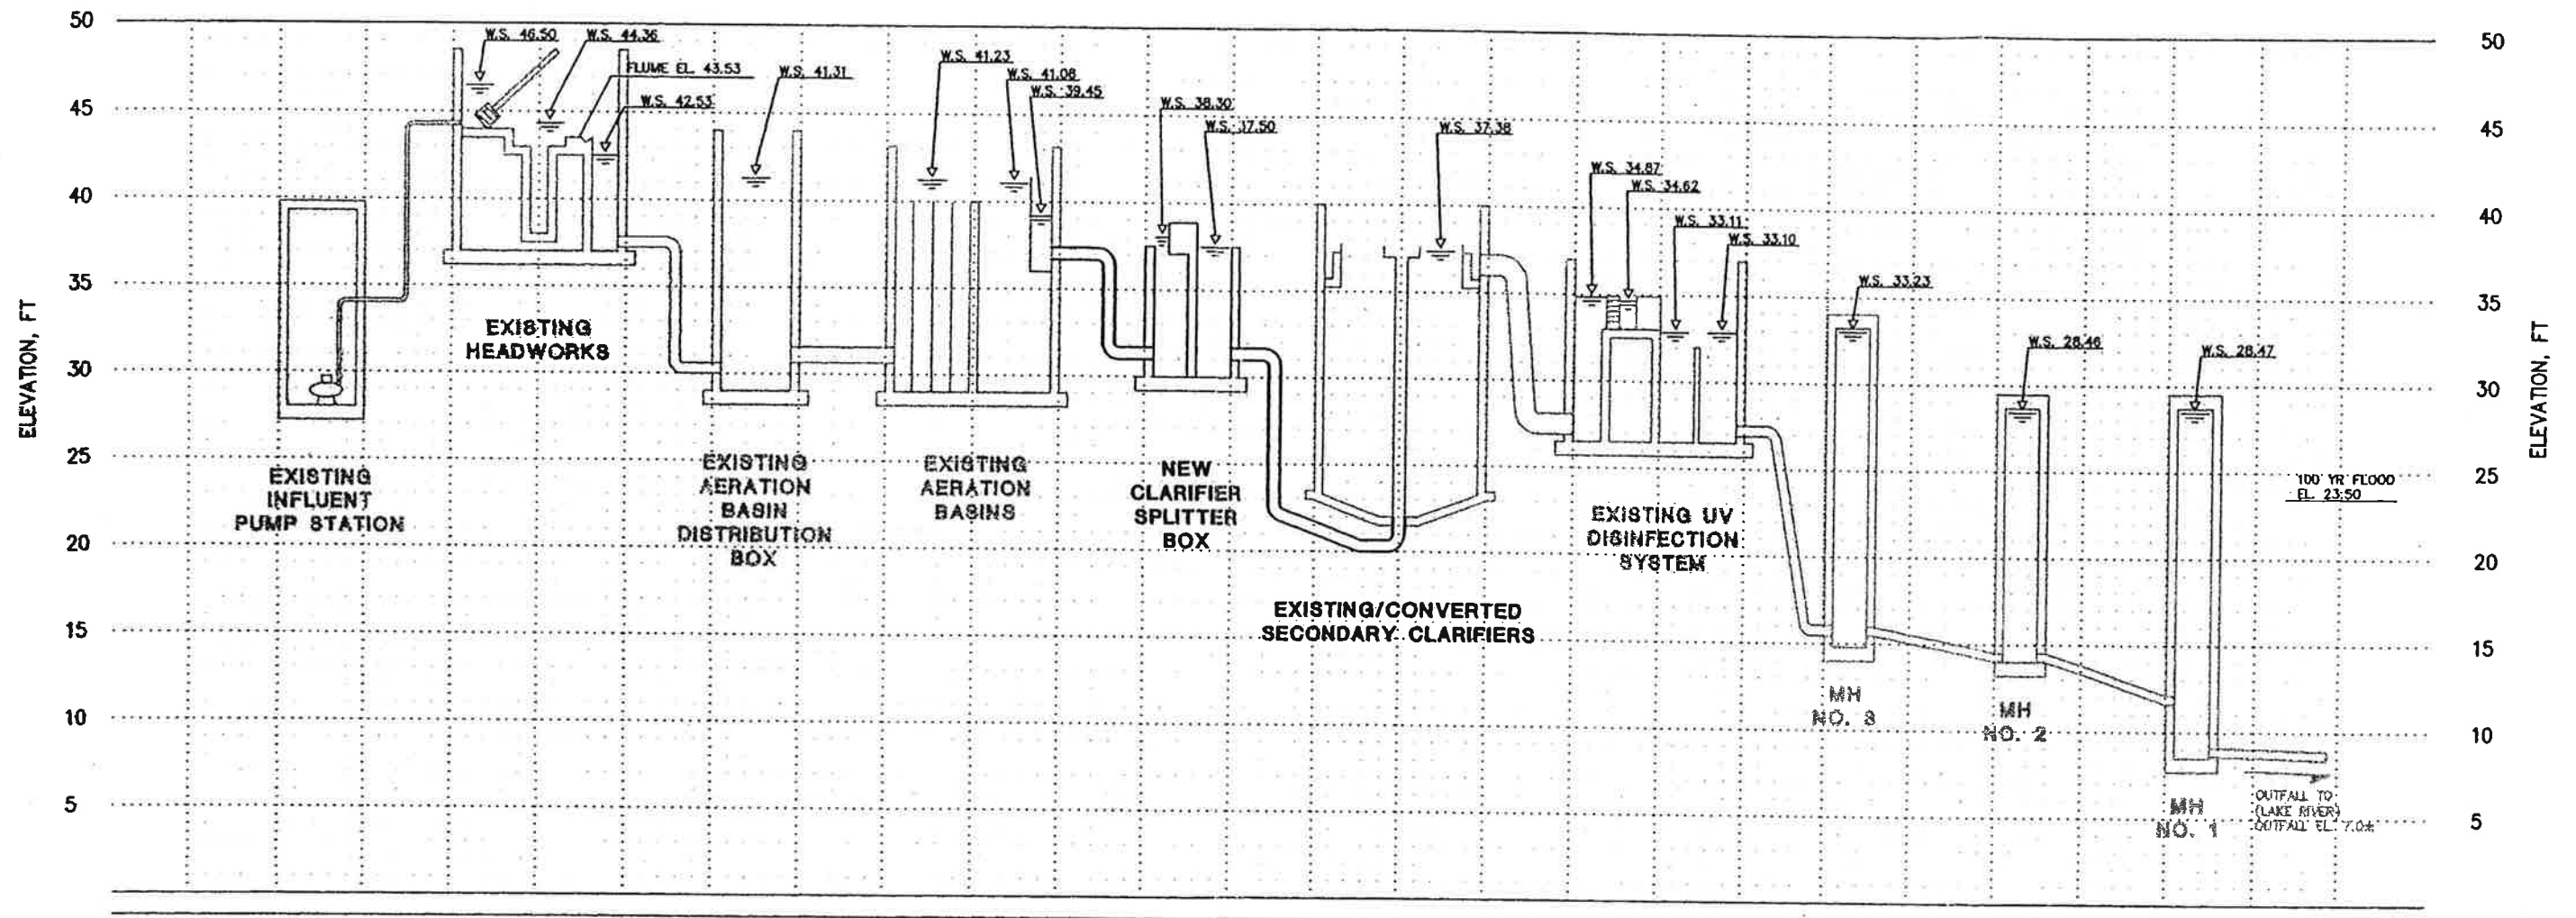 50
45
40
35
30
25
20
15
10
5
ELEVATION, FT
W.S. 46.50
W.S. 44.36
FLUME EL. 43.53
W.S. 42.53
W.S. 41.31
W.S. 41.23
W.S. 41.08
W.S. 39.45
W.S. 38.30
W.S. 37.50
W.S. 37.38
W.S. 34.87
W.S. 34.62
W.S. 33.11
W.S. 33.10
W.S. 33.23
W.S. 28.46
W.S. 28.47
EXISTING
INFLUENT
PUMP STATION
EXISTING
HEADWORKS
EXISTING
AERATION
BASIN
DISTRIBUTION
BOX
EXISTING
AERATION
BASINS
NEW
CLARIFIER
SPLITTER
BOX
EXISTING/CONVERTED
SECONDARY CLARIFIERS
EXISTING UV
DISINFECTION
SYSTEM
MH
NO. 3
MH
NO. 2
MH
NO. 1
100 YR FLOOD
EL. 23.50
OUTFALL TO
(LAKE RIVER)
OUTFALL EL. 7.0±
50
45
40
35
30
25
20
15
10
5
ELEVATION, FT